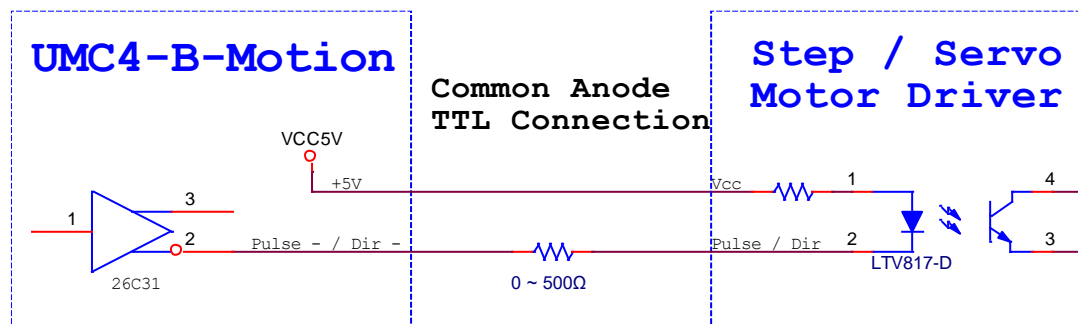 UMC4-B-Motion
Common Anode
TTL Connection
Step / Servo
Motor Driver
VCC5V
+5V
Vcc
1
4
3
1
2
Pulse - / Dir -
Pulse / Dir
2
3
26C31
0 ~ 500Ω
LTV817-D